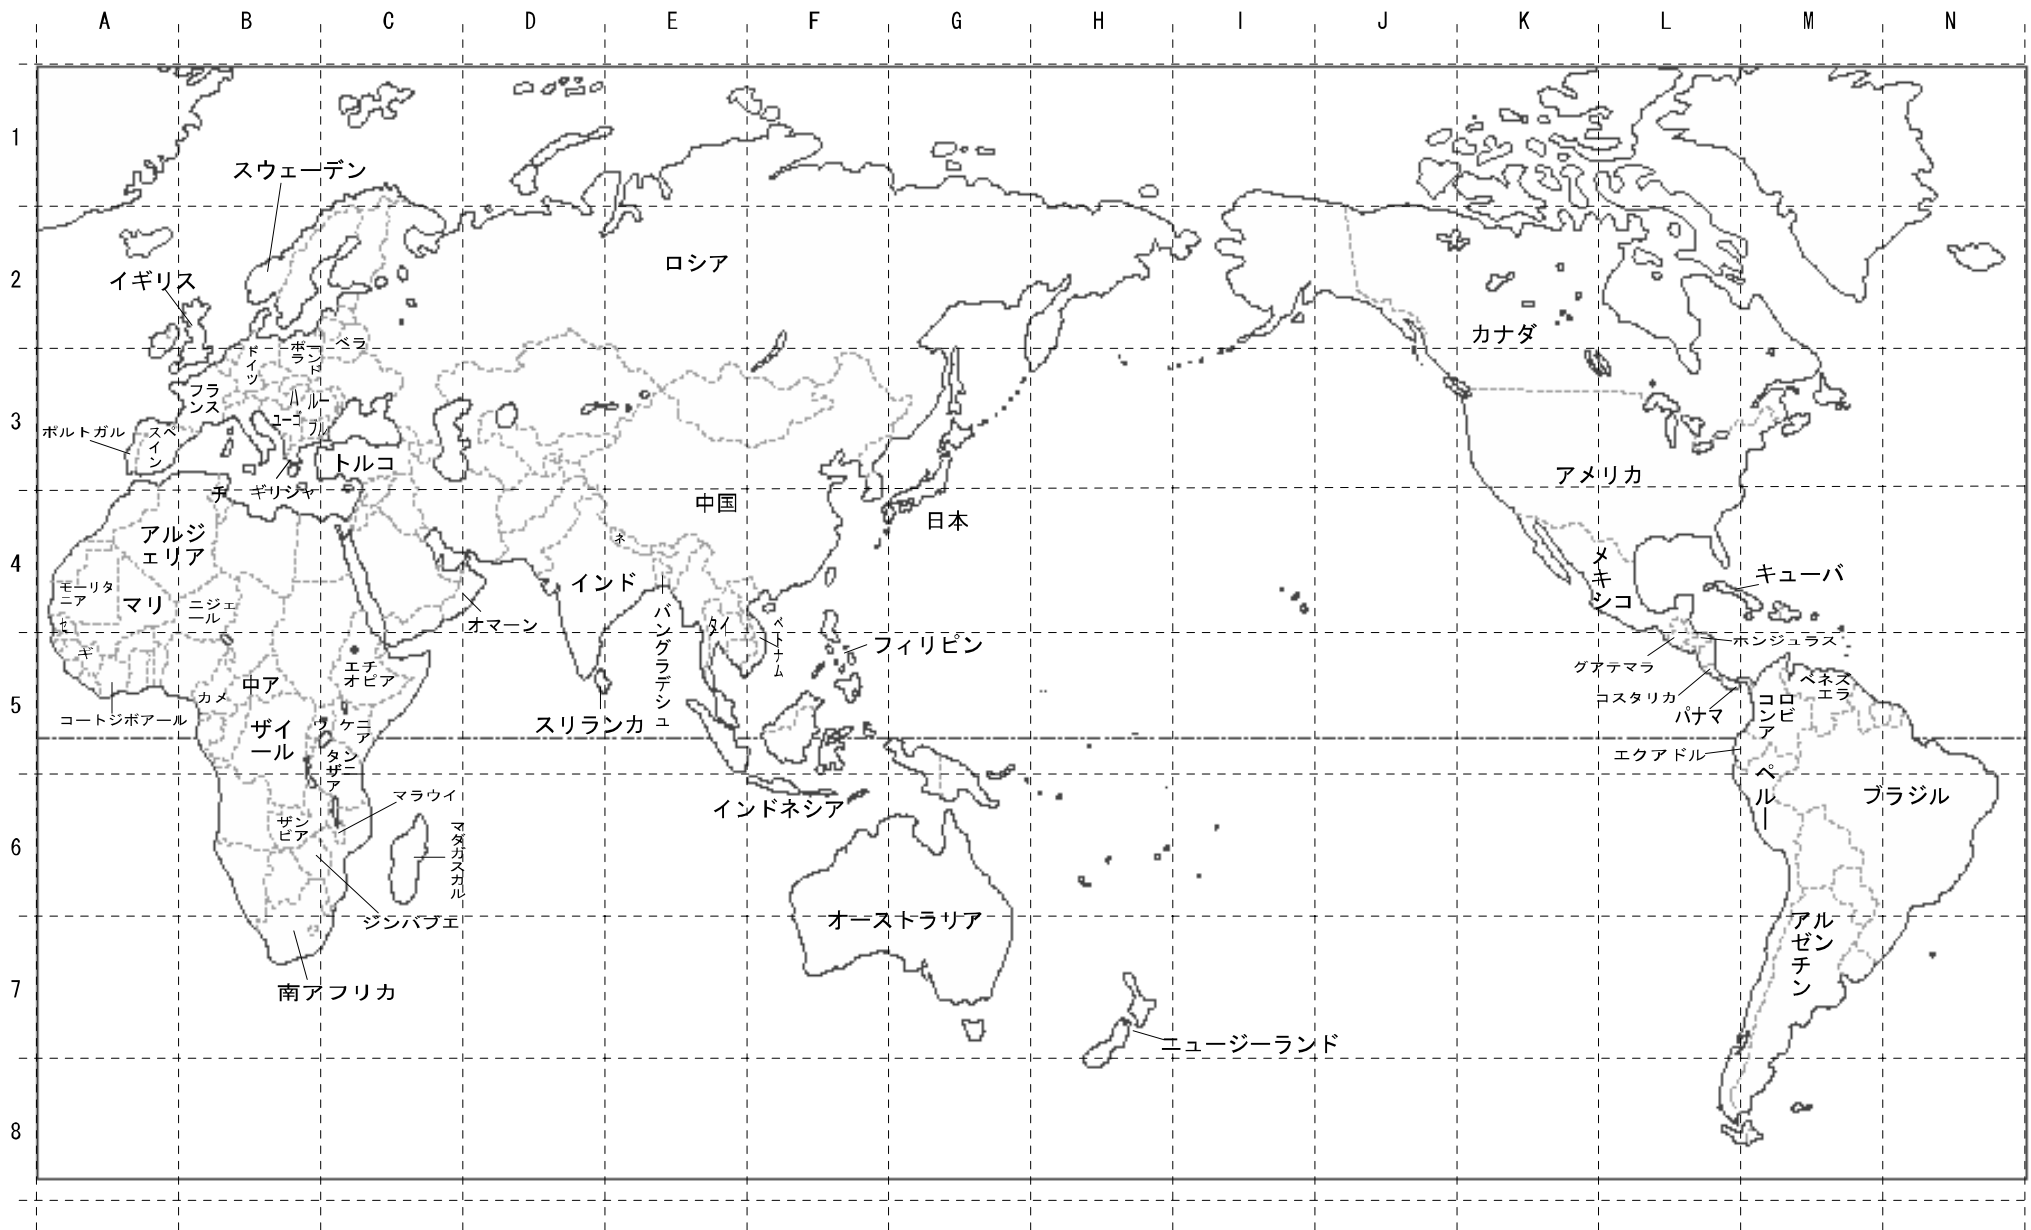 A B C D E F G H I J K L M N
1
スウェーデン
2
イギリス
ロシア
カナダ
ドイツ
ポーランド
ベラ
フランス
ハ
ルー
3
ユーゴ
ブル
ポルトガル
スペイン
トルコ
アメリカ
チ
ギリシャ
中国
日本
アルジェリア
ネ
4
メキシコ
キューバ
インド
モーリタニア
マリ
ニジェール
セ
オマーン
バングラデシュ
タイ
ベトナム
フィリピン
ホンジュラス
グアテマラ
ギ
エチオピア
中ア
カメ
5
コスタリカ
パナマ
コロンビア
ベネズエラ
コートジボアール
ザイール
ウ
ケニア
スリランカ
タンザニア
エクアドル
ペルー
ブラジル
マラウイ
インドネシア
ザンビア
マダガスカル
6
ジンバブエ
オーストラリア
アルゼンチン
7
南アフリカ
ニュージーランド
8